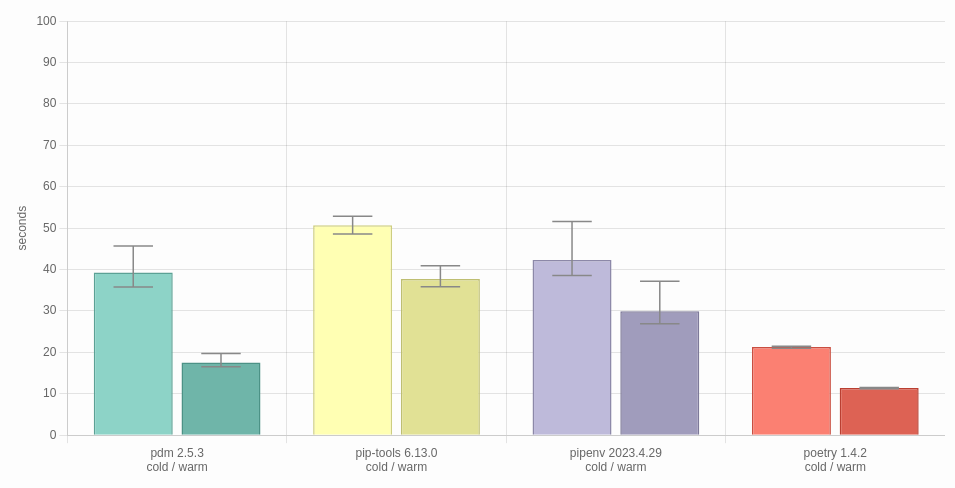 100
90
80
70
60
50
40
30
20
10
0
seconds
pdm 2.5.3
cold / warm
pip-tools 6.13.0
cold / warm
pipenv 2023.4.29
cold / warm
poetry 1.4.2
cold / warm